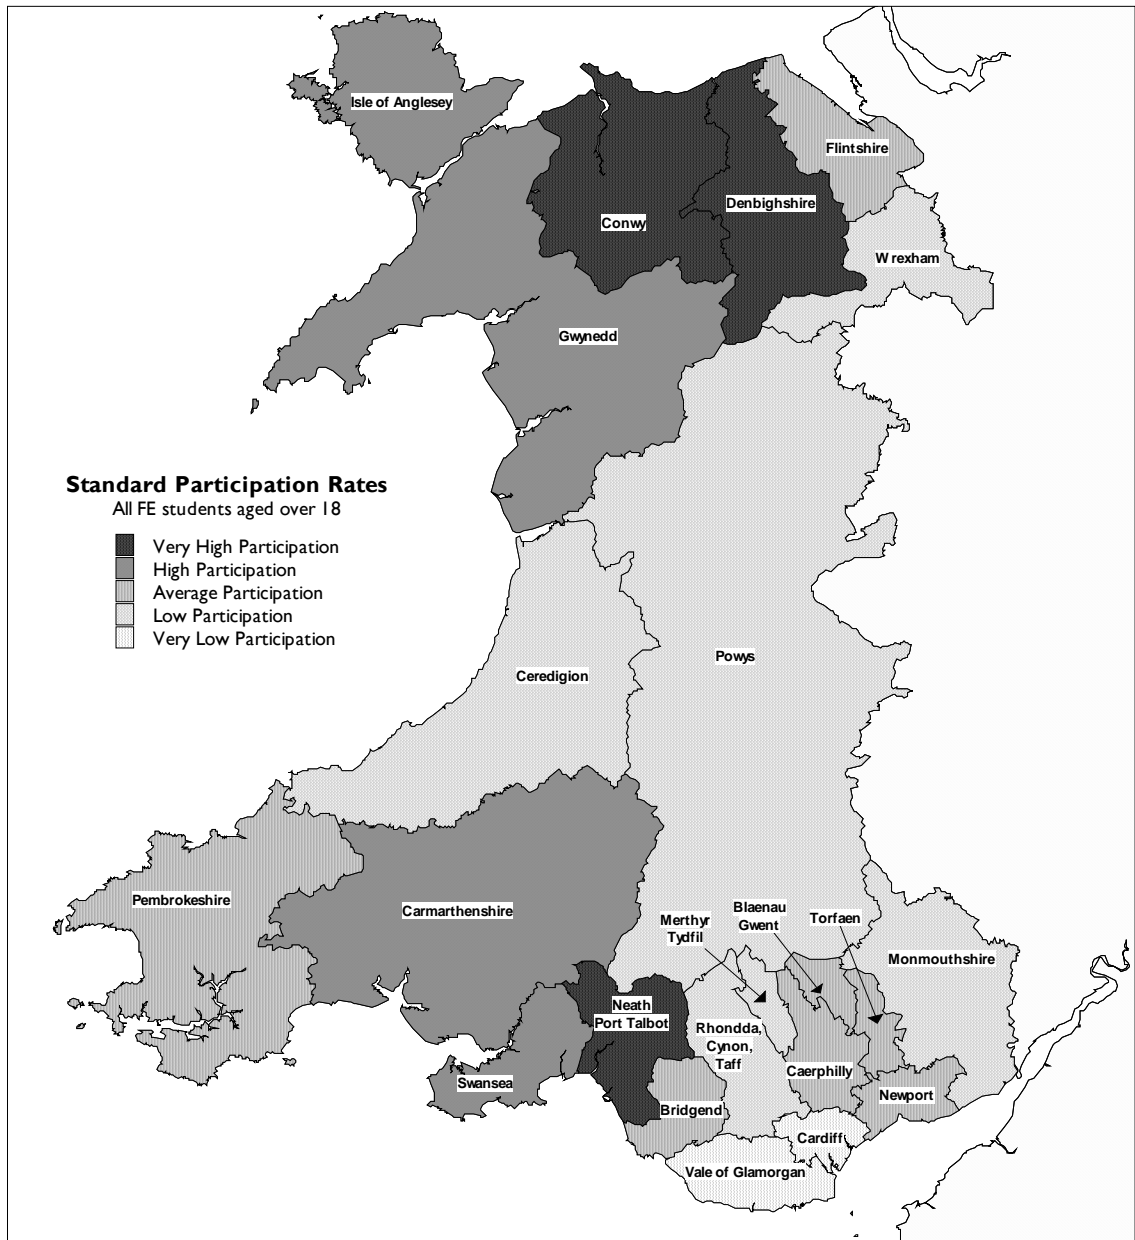 Isle of Anglesey
Flintshire
Denbighshire
Conwy
Wrexham
Gwynedd
Standard Participation Rates
All FE students aged over 18
Very High Participation
High Participation
Average Participation
Low Participation
Very Low Participation
Powys
Ceredigion
Pembrokeshire
Carmarthenshire
Merthyr
Tydfil
Blaenau
Gwent
Torfaen
Monmouthshire
Neath
Port Talbot
Rhondda,
Cynon,
Taff
Caerphilly
Swansea
Newport
Bridgend
Cardiff
Vale of Glamorgan